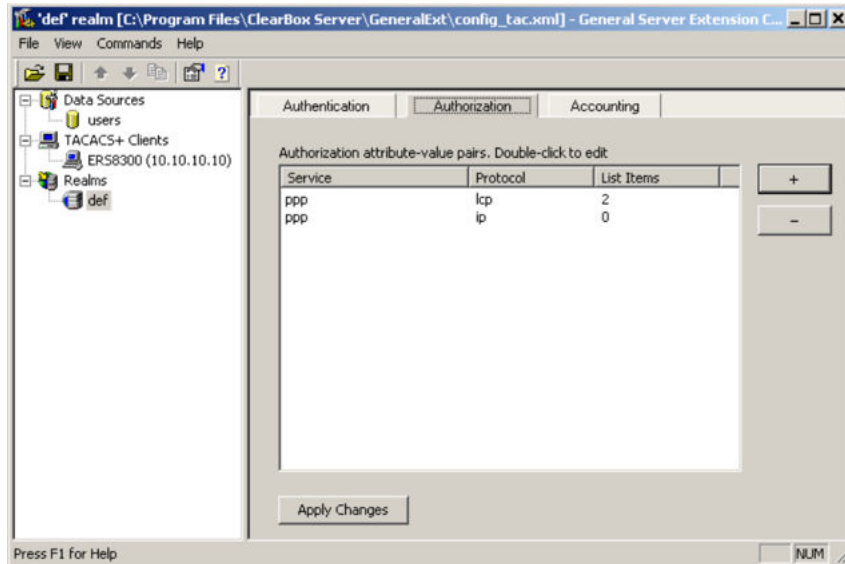 'def' realm [C:\Program Files\ClearBox Server\GeneralExt\config_tac.xml] - General Server Extension C...
File View Commands Help
Data Sources
users
TACACS+ Clients
ERS8300 (10.10.10.10)
Realms
def
Authentication Authorization Accounting
Authorization attribute-value pairs. Double-click to edit
Service Protocol List Items
ppp lcp 2
ppp ip 0
+
-
Apply Changes
Press F1 for Help NUM